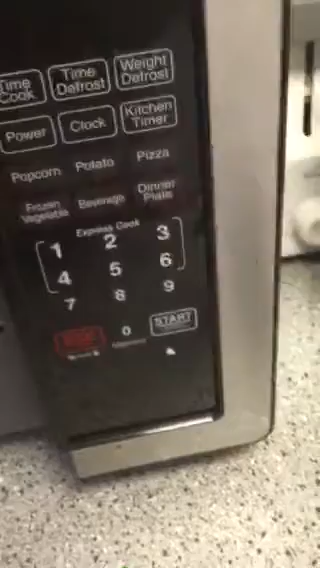 Time Cook Time Defrost Weight Defrost
Power Clock Kitchen Timer
Popcorn Potato Pizza
Frozen Vegetable Beverage Dinner Plate
Express Cook
1 2 3
4 5 6
7 8 9
0 START